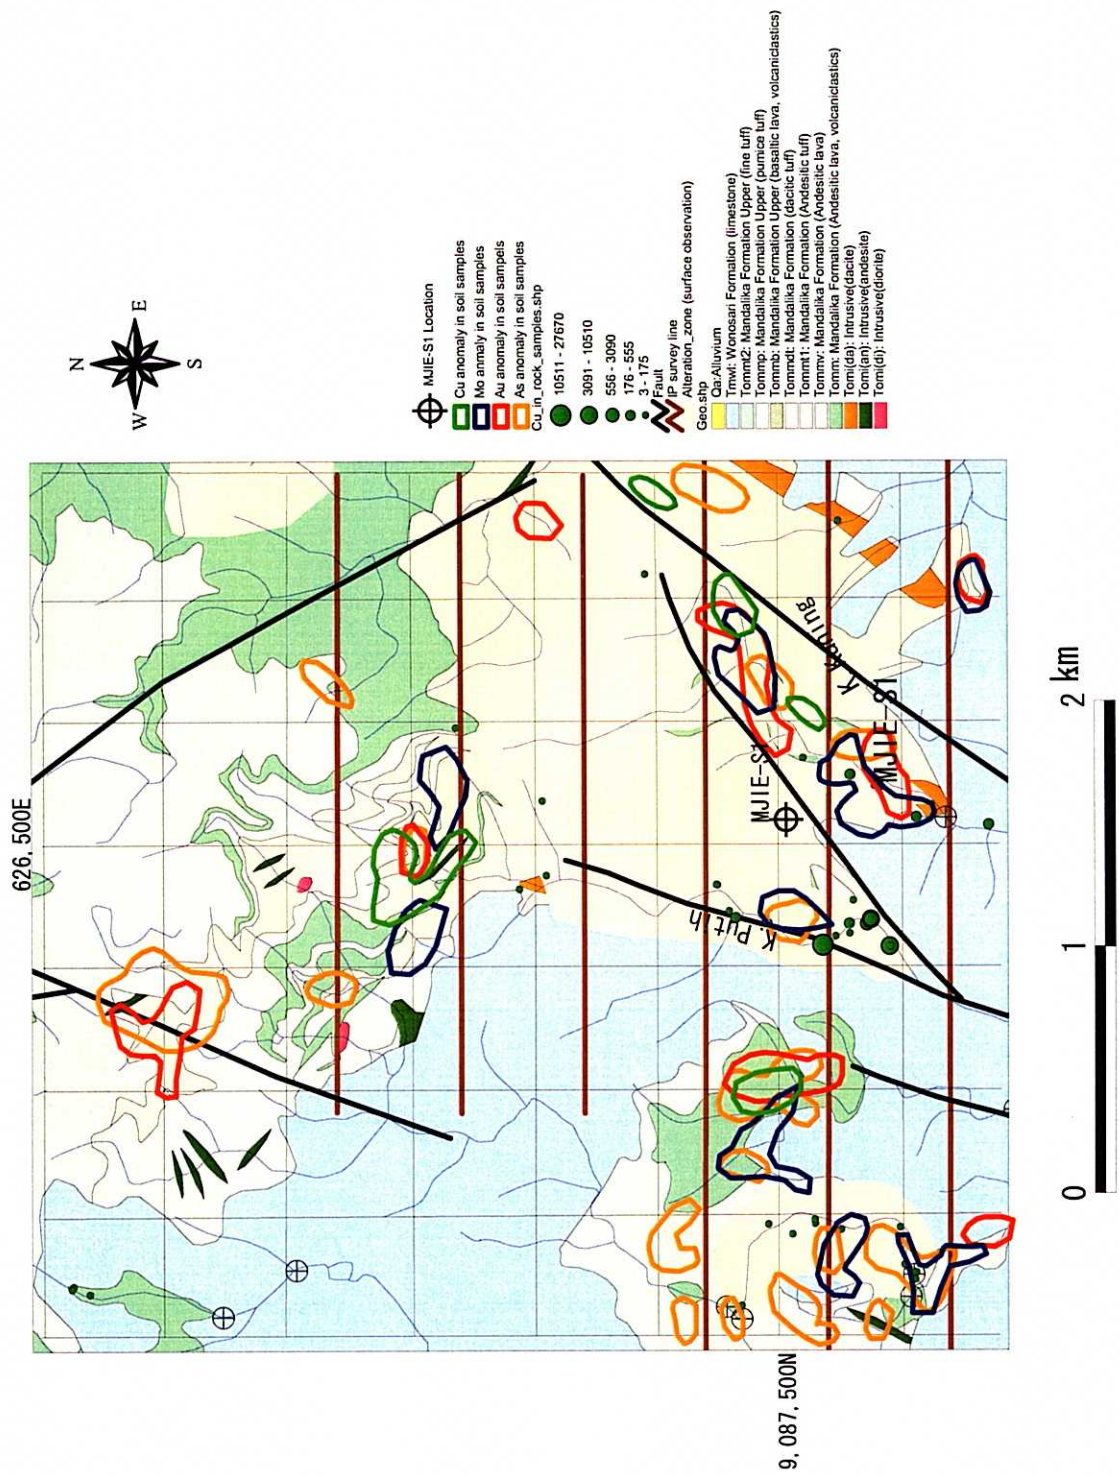 N
W
E
S
626, 500E
MJIE-S1 Location
Cu anomaly in soil samples
Mo anmaly in soil samples
Au anomaly in soil sampels
As anomaly in soil samples
Cu_in_rock_samples.shp
10511 - 27670
3091 - 10510
556 - 3090
176 - 555
3 - 175
Fault
IP survey line
Alteration_zone (surface observation)
Geo.shp
Qa:Alluvium
Tmwl: Wonosari Formation (limestone)
Tommt2: Mandalika Formation Upper (fine tuff)
Tommp: Mandalika Formation Upper (pumice tuff)
Tommb: Mandalika Formation Upper (basaltic lava, volcaniclastics)
Tommdt: Mandalika Formation (dacitic tuff)
Tommt1: Mandalika Formation (Andesitic tuff)
Tommv: Mandalika Formation (Andesitic lava)
Tomm: Mandalika Formation (Andesitic lava, volcaniclastics)
Tomi(da): Intrusive(dacite)
Tomi(an): Intrusive(andesite)
Tomi(di): Intrusive(diorite)
K. Putih
MJIE-S1
MJIE-S1
9, 087, 500N
0
1
2 km